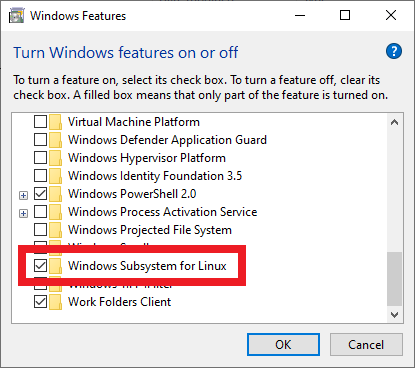 Windows Features
Turn Windows features on or off
To turn a feature on, select its check box. To turn a feature off, clear its
check box. A filled box means that only part of the feature is turned on.
Virtual Machine Platform
Windows Defender Application Guard
Windows Hypervisor Platform
Windows Identity Foundation 3.5
Windows PowerShell 2.0
Windows Process Activation Service
Windows Projected File System
Windows Subsystem for Linux
Work Folders Client
OK Cancel